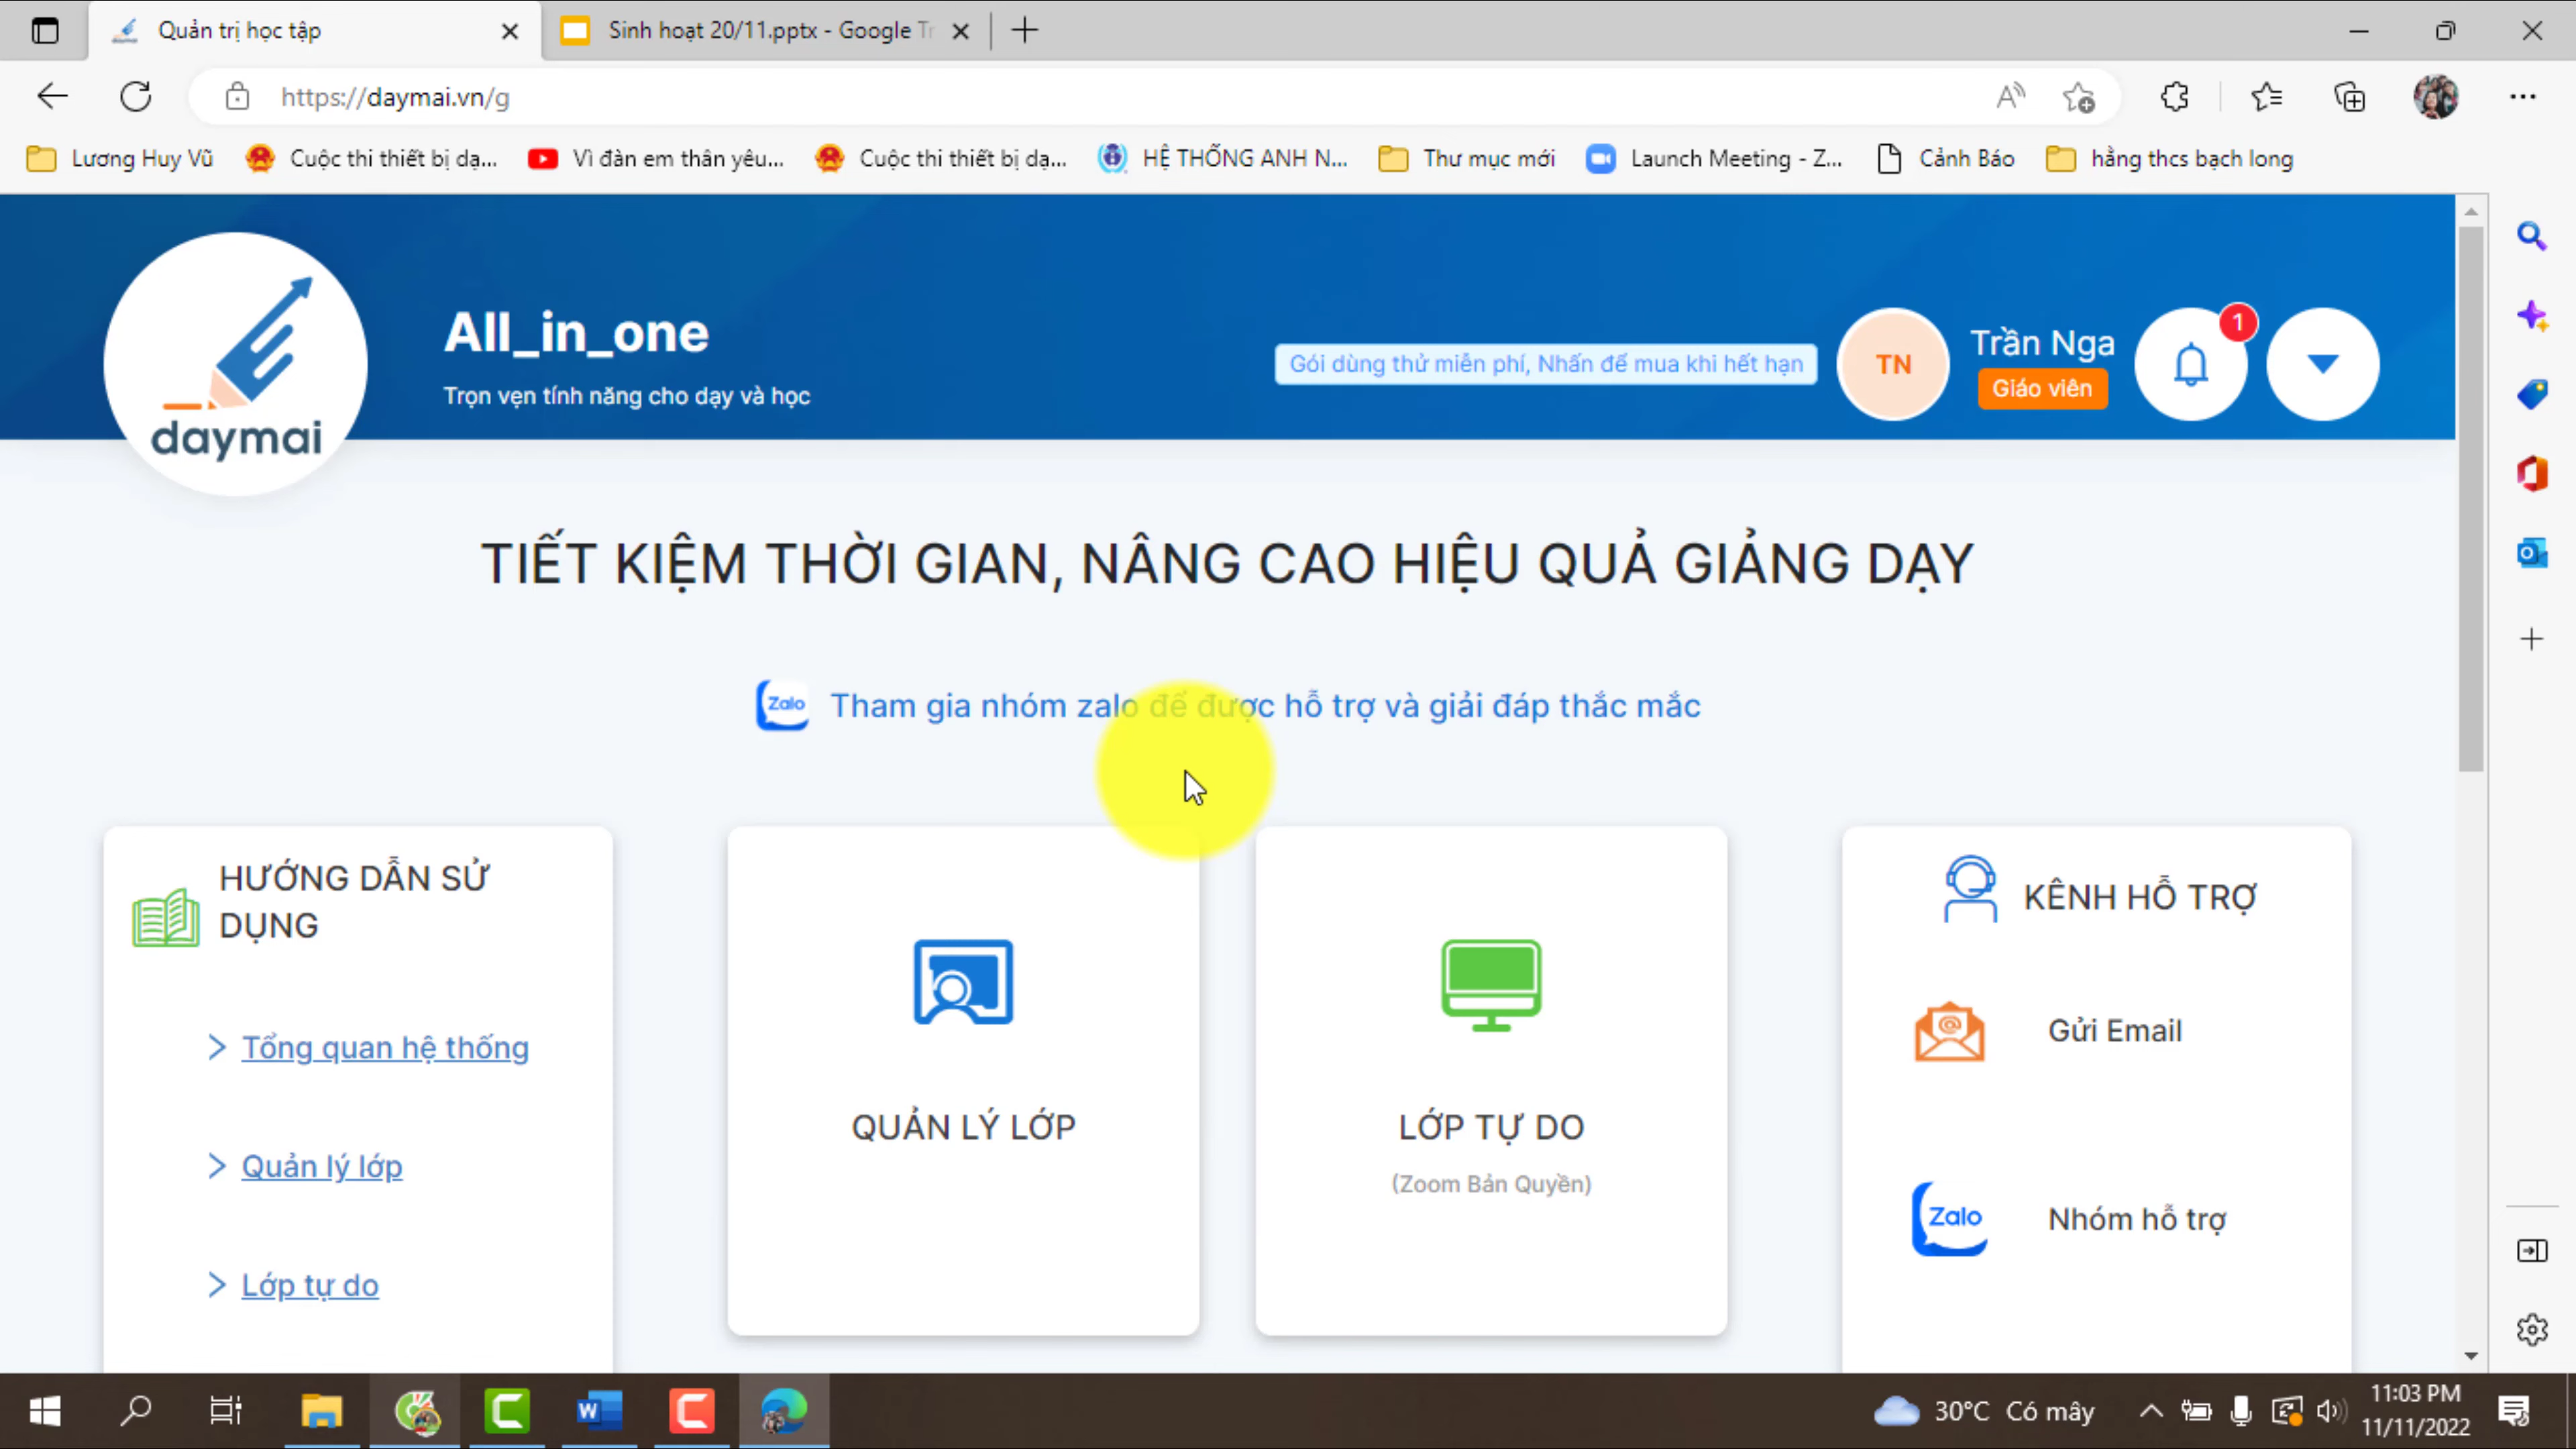 Quản trị học tập
Sinh hoạt 20/11.pptx - Google Tr
https://daymai.vn/g
Lương Huy Vũ
Cuộc thi thiết bị dạ...
Vì đàn em thân yêu...
Cuộc thi thiết bị dạ...
HỆ THỐNG ANH N...
Thư mục mới
Launch Meeting - Z...
Cảnh Báo
hằng thcs bạch long
daymai
All_in_one
Trọn vẹn tính năng cho dạy và học
Gói dùng thử miễn phí, Nhấn để mua khi hết hạn
TN
Trần Nga
Giáo viên
1
TIẾT KIỆM THỜI GIAN, NÂNG CAO HIỆU QUẢ GIẢNG DẠY
Zalo
Tham gia nhóm zalo để được hỗ trợ và giải đáp thắc mắc
HƯỚNG DẪN SỬ
DỤNG
> Tổng quan hệ thống
> Quản lý lớp
> Lớp tự do
QUẢN LÝ LỚP
LỚP TỰ DO
(Zoom Bản Quyền)
KÊNH HỖ TRỢ
Gửi Email
Zalo
Nhóm hỗ trợ
30°C Có mây
11:03 PM
11/11/2022